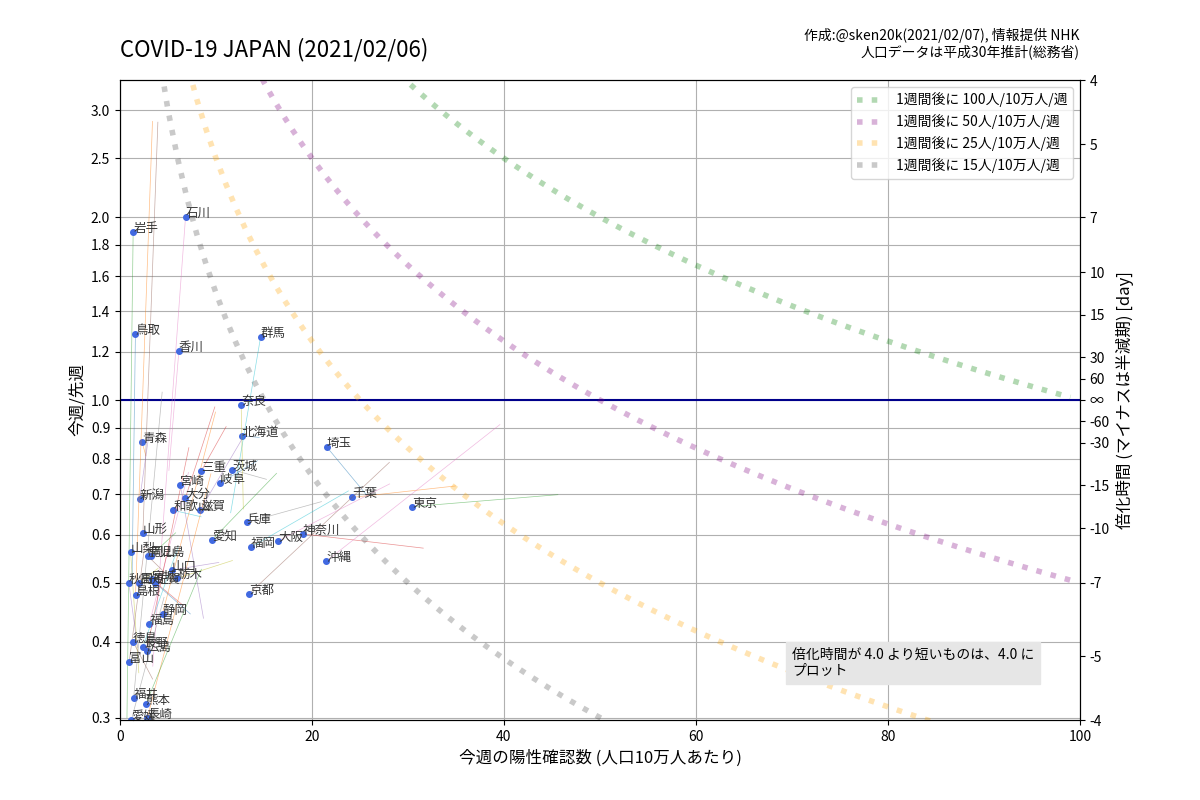 COVID-19 JAPAN (2021/02/06)
作成:@sken20k(2021/02/07), 情報提供 NHK
人口データは平成30年推計(総務省)
1週間後に 100人/10万人/週
1週間後に 50人/10万人/週
1週間後に 25人/10万人/週
1週間後に 15人/10万人/週
今週/先週
3.0
2.5
2.0
1.8
1.6
1.4
1.2
1.0
0.9
0.8
0.7
0.6
0.5
0.4
0.3
石川
岩手
鳥取
群馬
香川
奈良
北海道
青森
埼玉
三重
茨城
宮崎
岐阜
新潟
大分
千葉
和歌山
滋賀
東京
兵庫
山形
愛知
大阪
神奈川
福岡
山梨
沖縄
山口
栃木
島根
京都
静岡
福島
徳島
長野
広島
富山
福井
熊本
愛媛
長崎
倍化時間が 4.0 より短いものは、4.0 に
プロット
4
5
7
10
15
30
60
∞
-60
-30
-15
-10
-7
-5
-4
倍化時間 (マイナスは半減期) [day]
0
20
40
60
80
100
今週の陽性確認数 (人口10万人あたり)